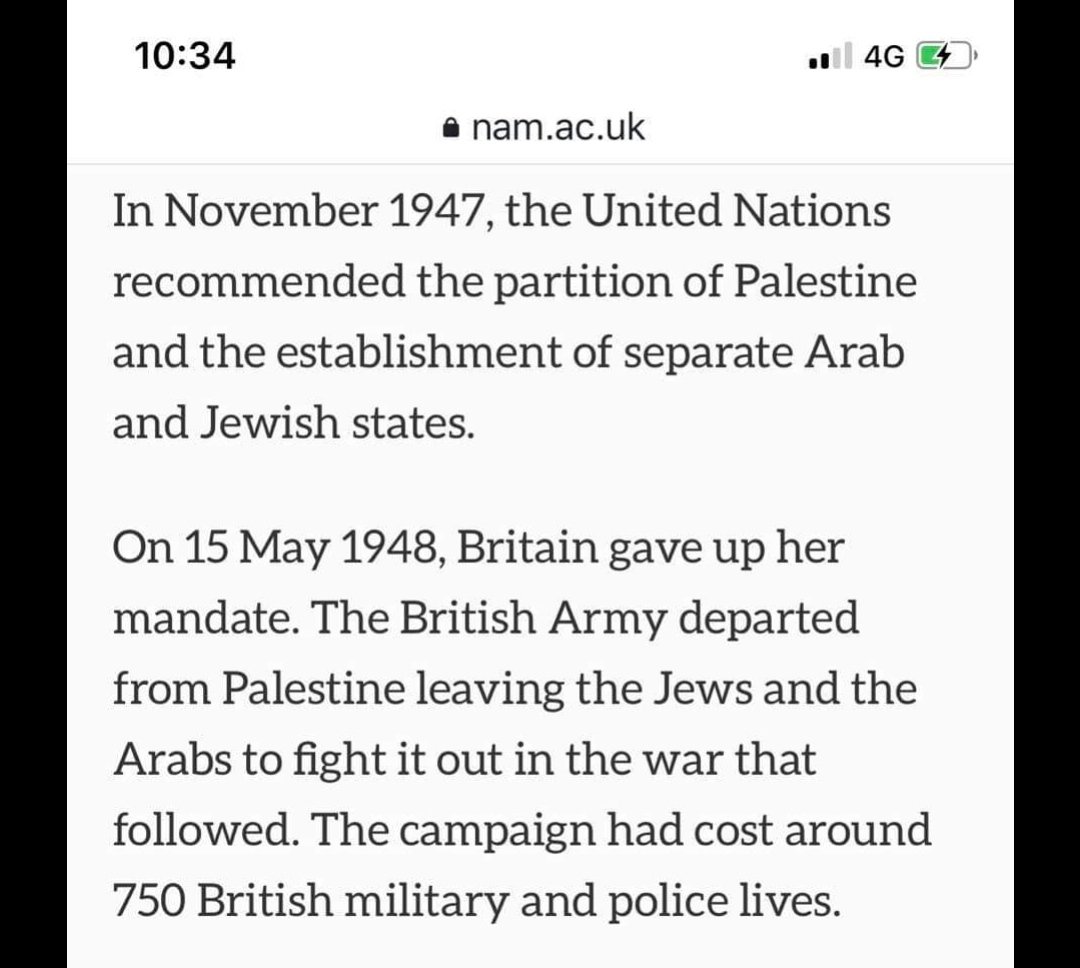 10:34
4G
nam.ac.uk
In November 1947, the United Nations
recommended the partition of Palestine
and the establishment of separate Arab
and Jewish states.
On 15 May 1948, Britain gave up her
mandate. The British Army departed
from Palestine leaving the Jews and the
Arabs to fight it out in the war that
followed. The campaign had cost around
750 British military and police lives.